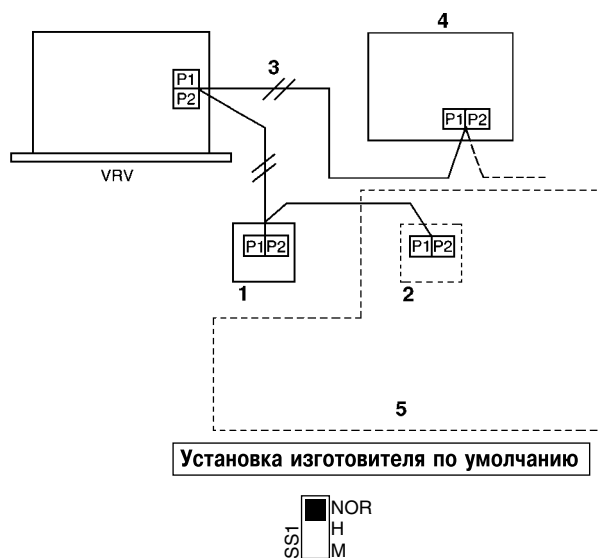 4
3
P1
P2
P1 P2
VRV
P1 P2
P1 P2
1
2
5
Установка изготовителя по умолчанию
SS1
NOR
H
M